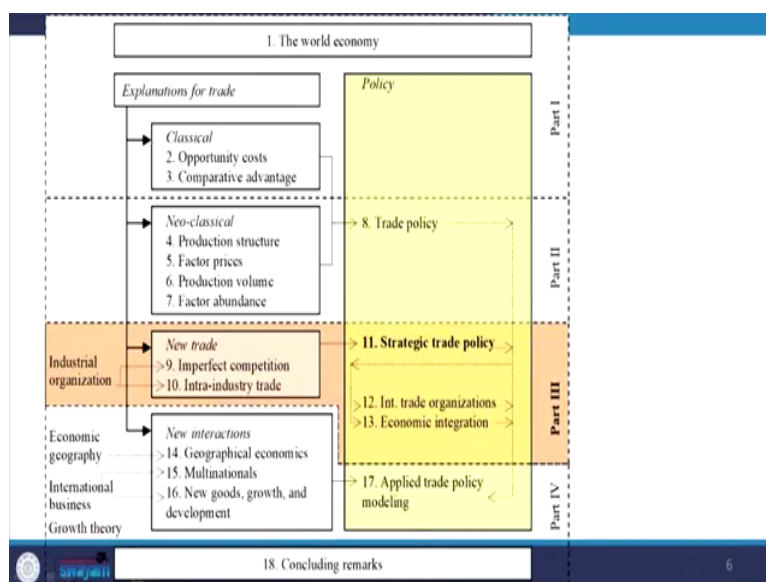 1. The world economy
Explanations for trade
Policy
Part I
Classical
2. Opportunity costs
3. Comparative advantage
Neo-classical
4. Production structure
5. Factor prices
6. Production volume
7. Factor abundance
8. Trade policy
Part II
Industrial
organization
New trade
9. Imperfect competition
10. Intra-industry trade
11. Strategic trade policy
12. Int. trade organizations
13. Economic integration
Part III
Economic
geography
International
business
Growth theory
New interactions
14. Geographical economics
15. Multinationals
16. New goods, growth, and
development
17. Applied trade policy
modeling
Part IV
18. Concluding remarks
swayam
6